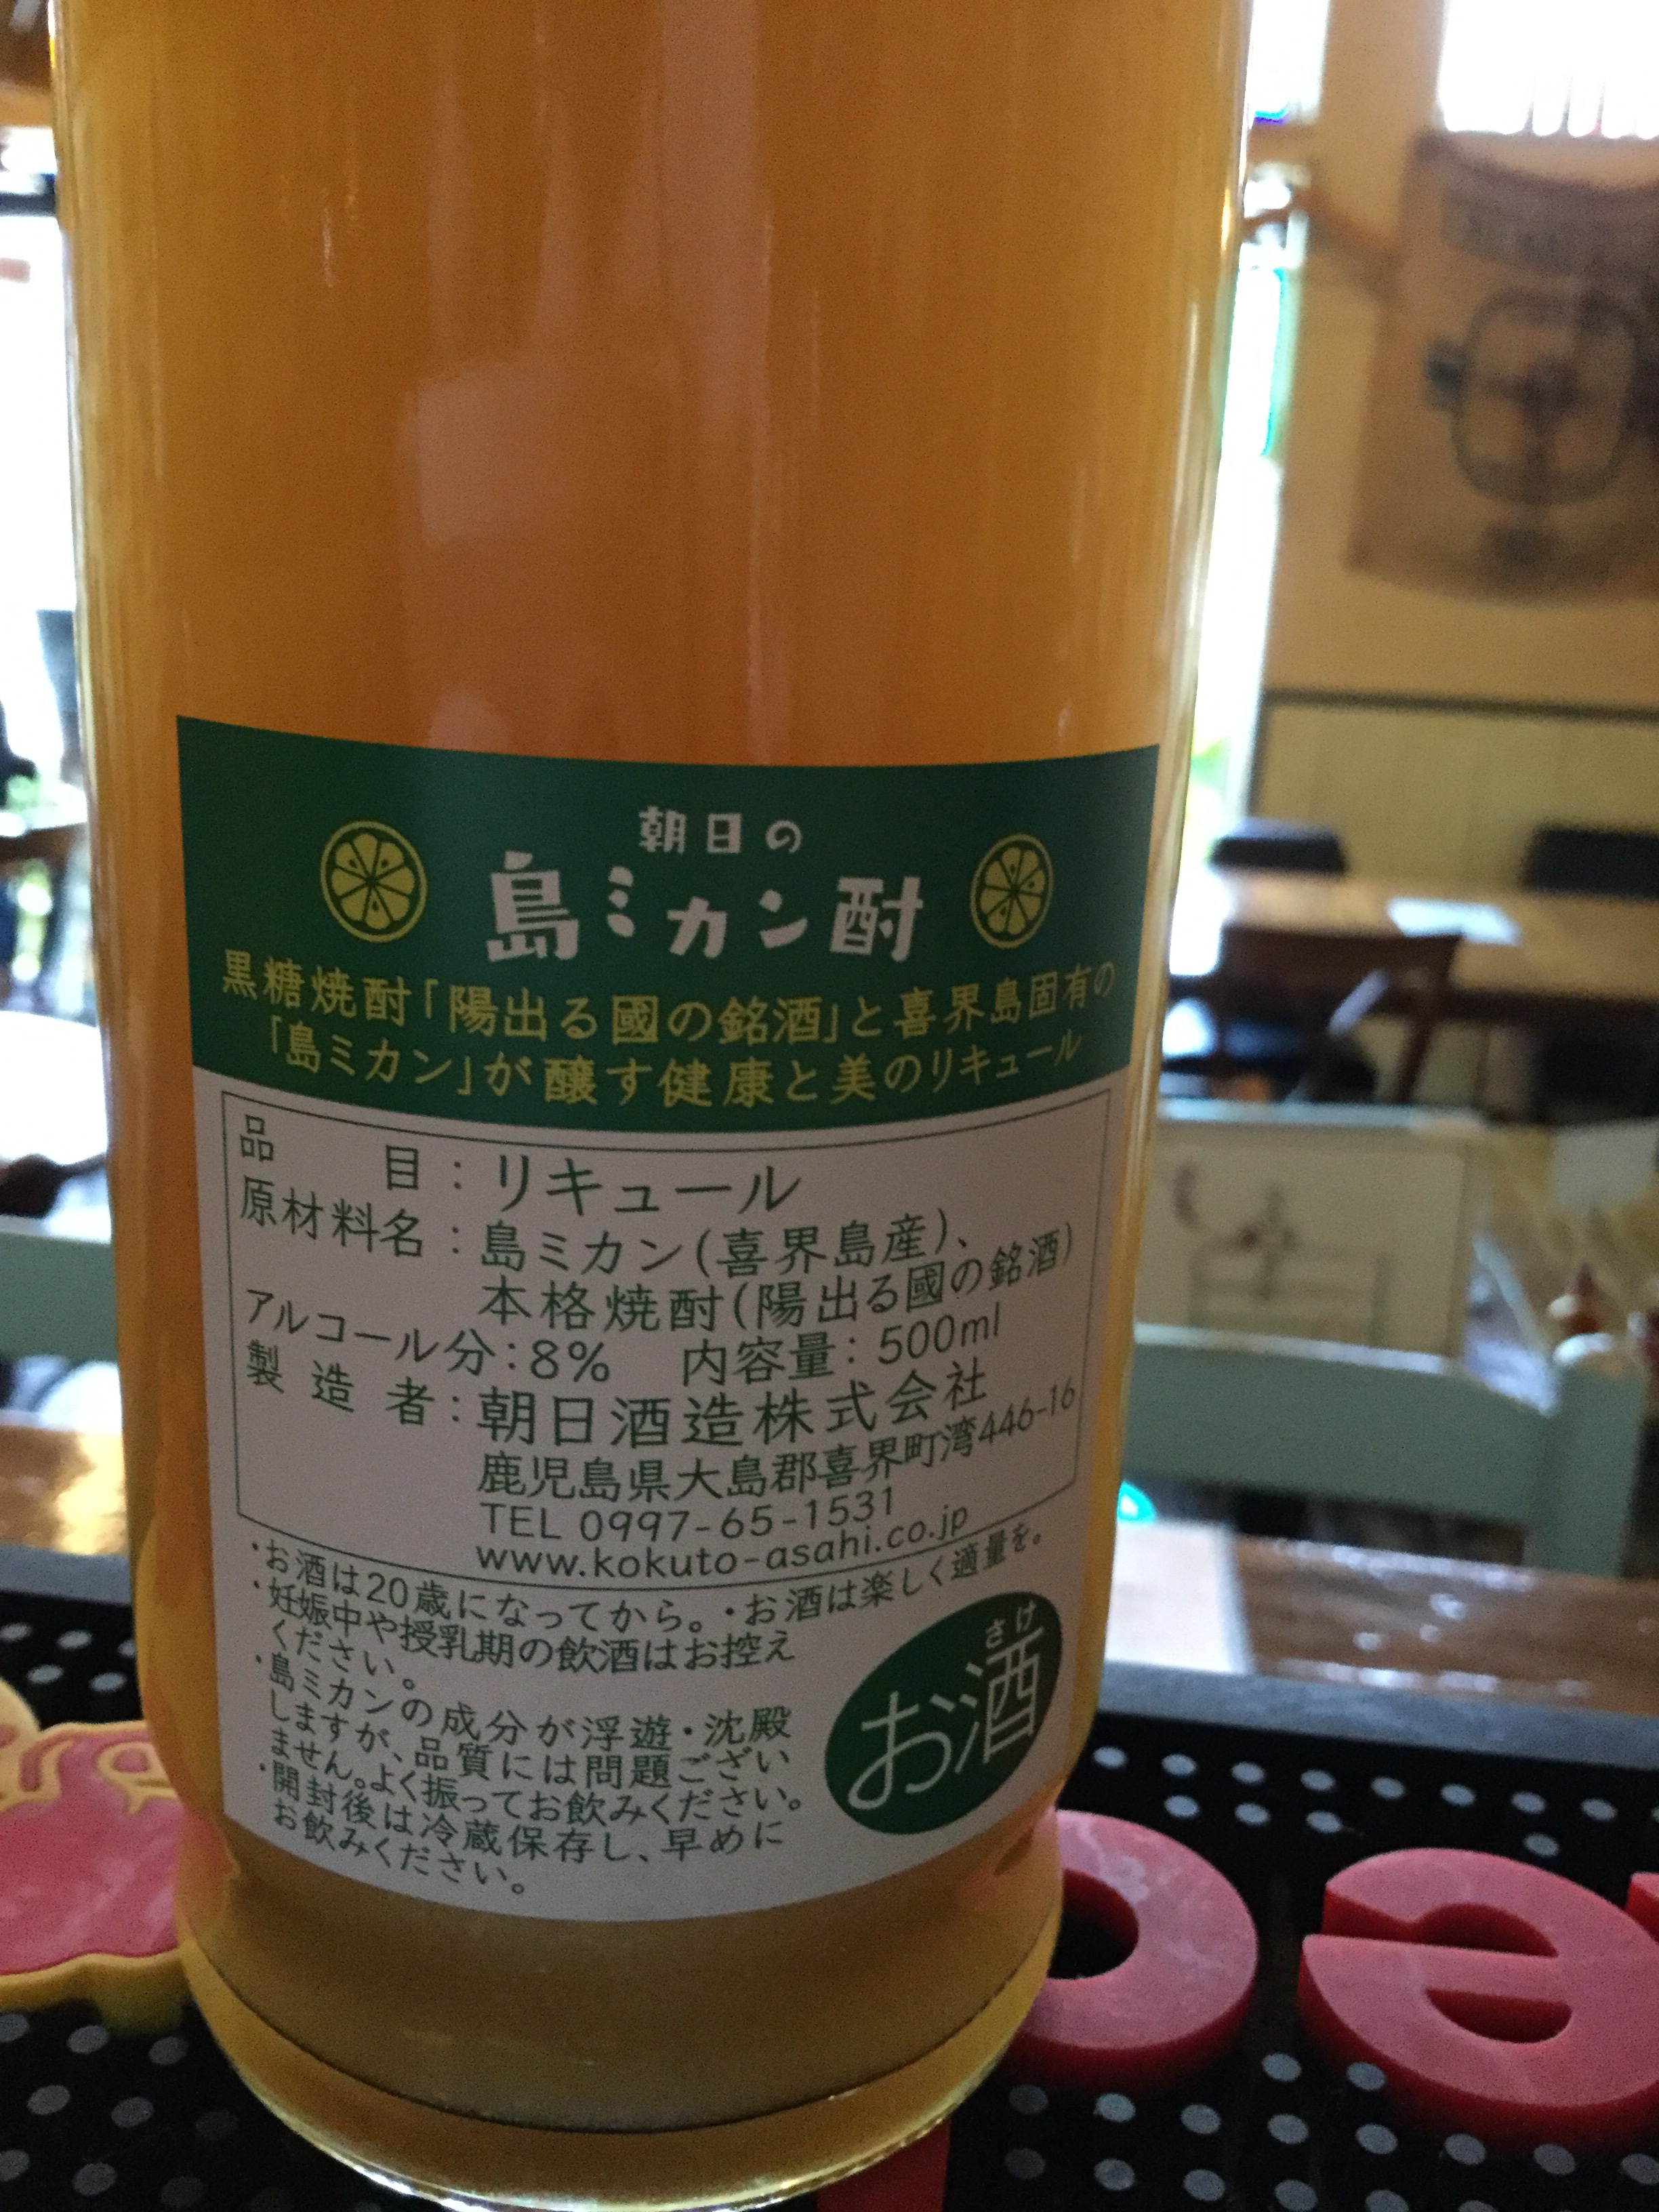 朝日の
島ミカン酎
黒糖焼酎「陽出る國の銘酒」と喜界島固有の
「島ミカン」が醸す健康と美のリキュール
品目：リキュール
原材料名：島ミカン(喜界島産)、
本格焼酎(陽出る國の銘酒)
アルコール分：8%　内容量：500ml
製造者：朝日酒造株式会社
鹿児島県大島郡喜界町湾446-16
TEL 0997-65-1531
www.kokuto-asahi.co.jp
・お酒は20歳になってから。・お酒は楽しく適量を。
・妊娠中や授乳期の飲酒はお控え
ください。
・島ミカンの成分が浮遊・沈殿
しますが、品質には問題ござい
ません。よく振ってお飲みください。
・開封後は冷蔵保存し、早めに
お飲みください。
さけ
お酒